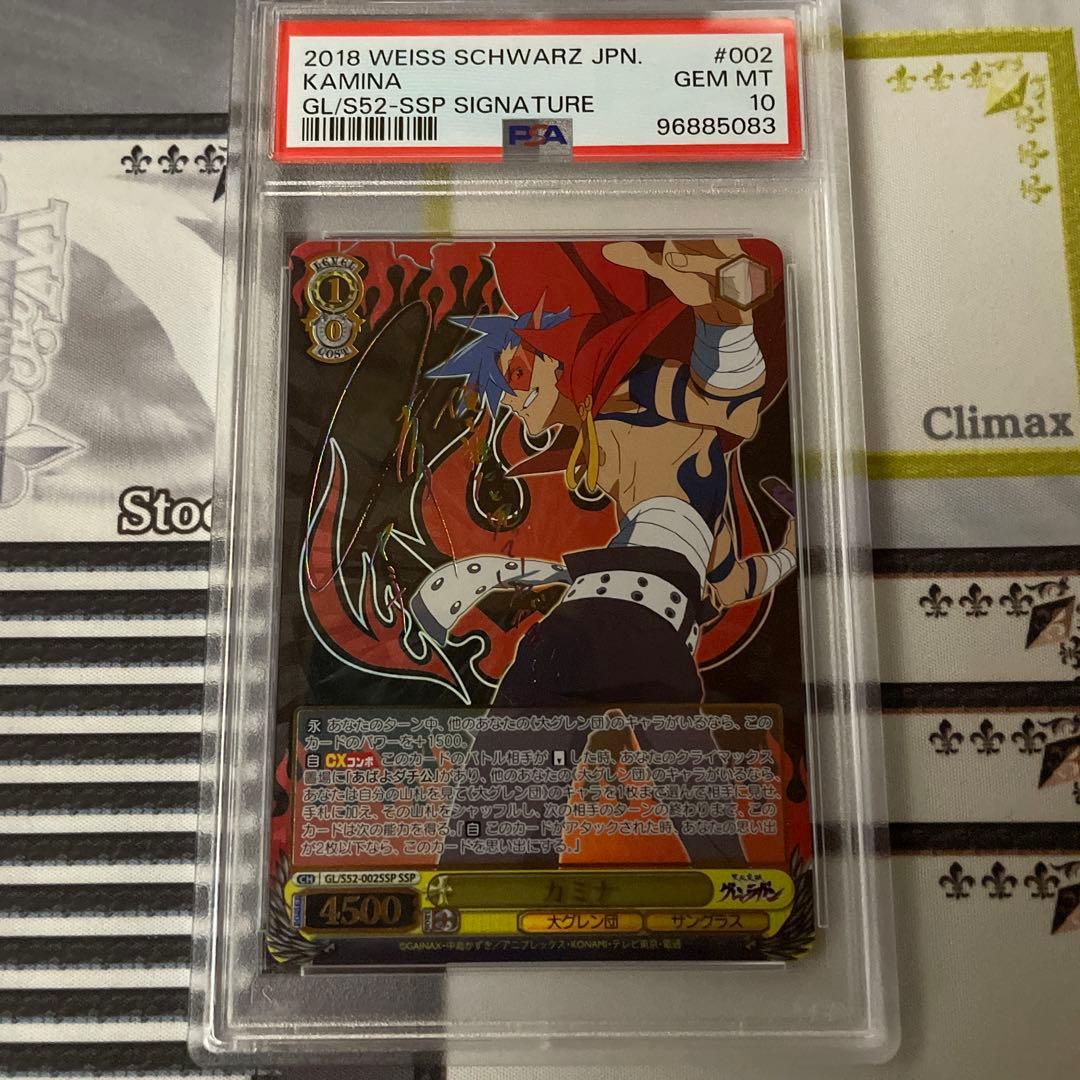 2018 WEISS SCHWARZ JPN. #002
KAMINA GEM MT
GL/S52-SSP SIGNATURE 10
PSA 96885083
LEVEL
1
0
COST
Climax
Stoc
永 あなたのターン中、他のあなたの《大グレン団》のキャラがいるなら、この
カードのパワーを+1500。
自 CXコンボ このカードのバトル相手が した時、あなたのクライマックス
置場に「あばよダチ公」があり、他のあなたの《大グレン団》のキャラがいるなら、
あなたは自分の山札を見て《大グレン団》のキャラを1枚まで選んで相手に見せ、
手札に加え、その山札をシャッフルし、次の相手のターンの終わりまで、この
カードは次の能力を得る。「自 このカードがアタックされた時、あなたの思い出
が2枚以下なら、このカードを思い出にする。」
CH GL/S52-002SSP SSP
カミナ
天元突破
グレンラガン
4500
大グレン団 サングラス
©GAINAX・中島かずき/アニプレックス・KONAMI・テレビ東京・電通